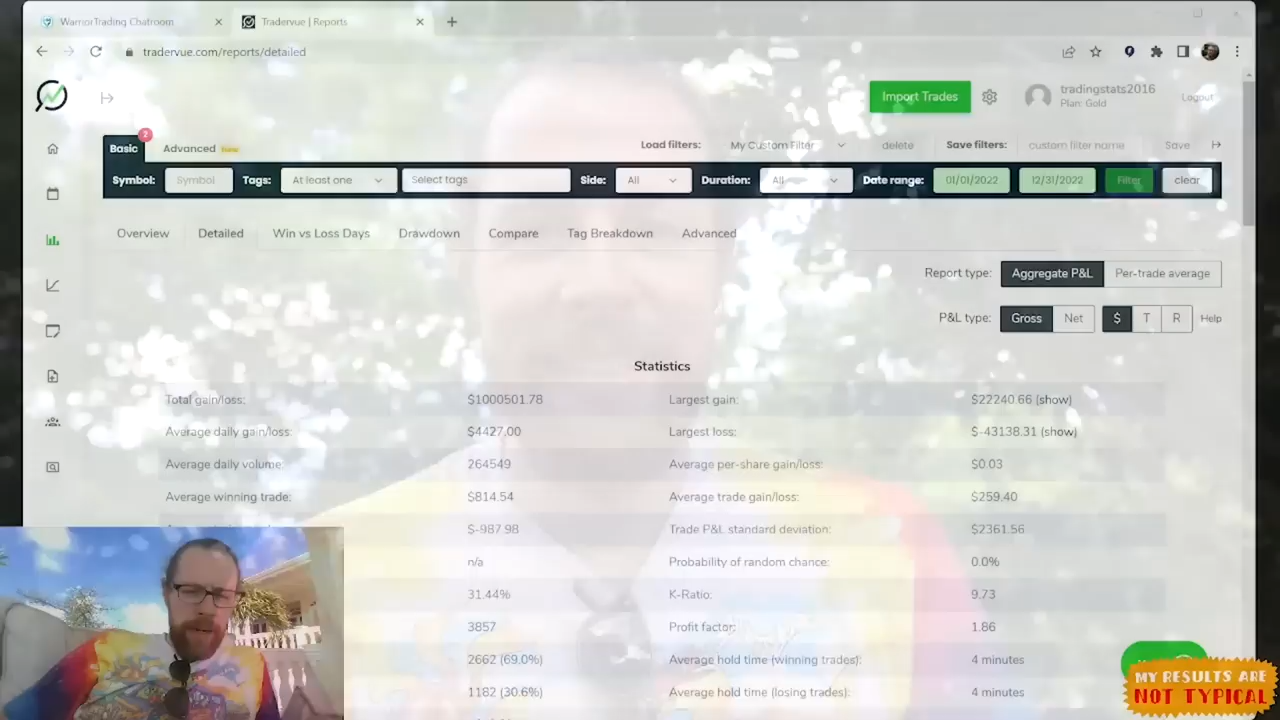 WarriorTrading Chatroom
Tradervue | Reports
tradervue.com/reports/detailed
Import Trades
tradingstats2016
Plan: Gold
Logout
2
Basic
Advanced
Load filters:
My Custom Filter
delete
Save filters:
custom filter name
Save
Symbol:
Symbol
Tags:
At least one
Select tags
Side:
All
Duration:
All
Date range:
01/01/2022
12/31/2022
Filter
clear
Overview
Detailed
Win vs Loss Days
Drawdown
Compare
Tag Breakdown
Advanced
Report type:
Aggregate P&L
Per-trade average
P&L type:
Gross
Net
$
T
R
Help
Statistics
Total gain/loss:
$1000501.78
Largest gain:
$22240.66 (show)
Average daily gain/loss:
$4427.00
Largest loss:
$-43138.31 (show)
Average daily volume:
264549
Average per-share gain/loss:
$0.03
Average winning trade:
$814.54
Average trade gain/loss:
$259.40
$-987.98
Trade P&L standard deviation:
$2361.56
n/a
Probability of random chance:
0.0%
31.44%
K-Ratio:
9.73
3857
Profit factor:
1.86
2662 (69.0%)
Average hold time (winning trades):
4 minutes
1182 (30.6%)
Average hold time (losing trades):
4 minutes
MY RESULTS ARE
NOT TYPICAL